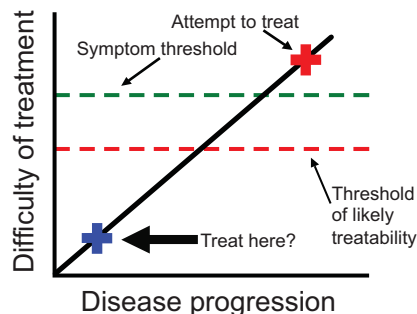 Attempt to treat
Symptom threshold
Difficulty of treatment
Threshold
of likely
treatability
Treat here?
Disease progression